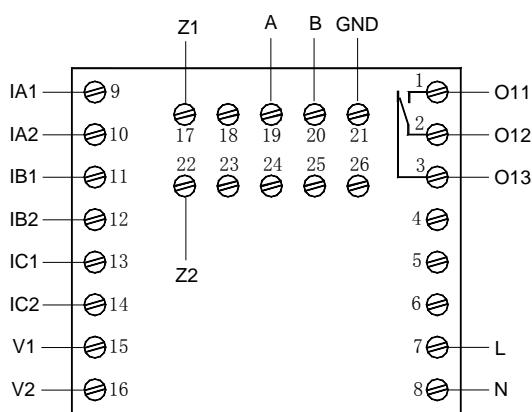 Z1 A B GND
IA1 9 1 O11
17 18 19 20 21
IA2 10 2 O12
22 23 24 25 26
IB1 11 3 O13
IB2 12 4
Z2
IC1 13 5
IC2 14 6
V1 15 7 L
V2 16 8 N